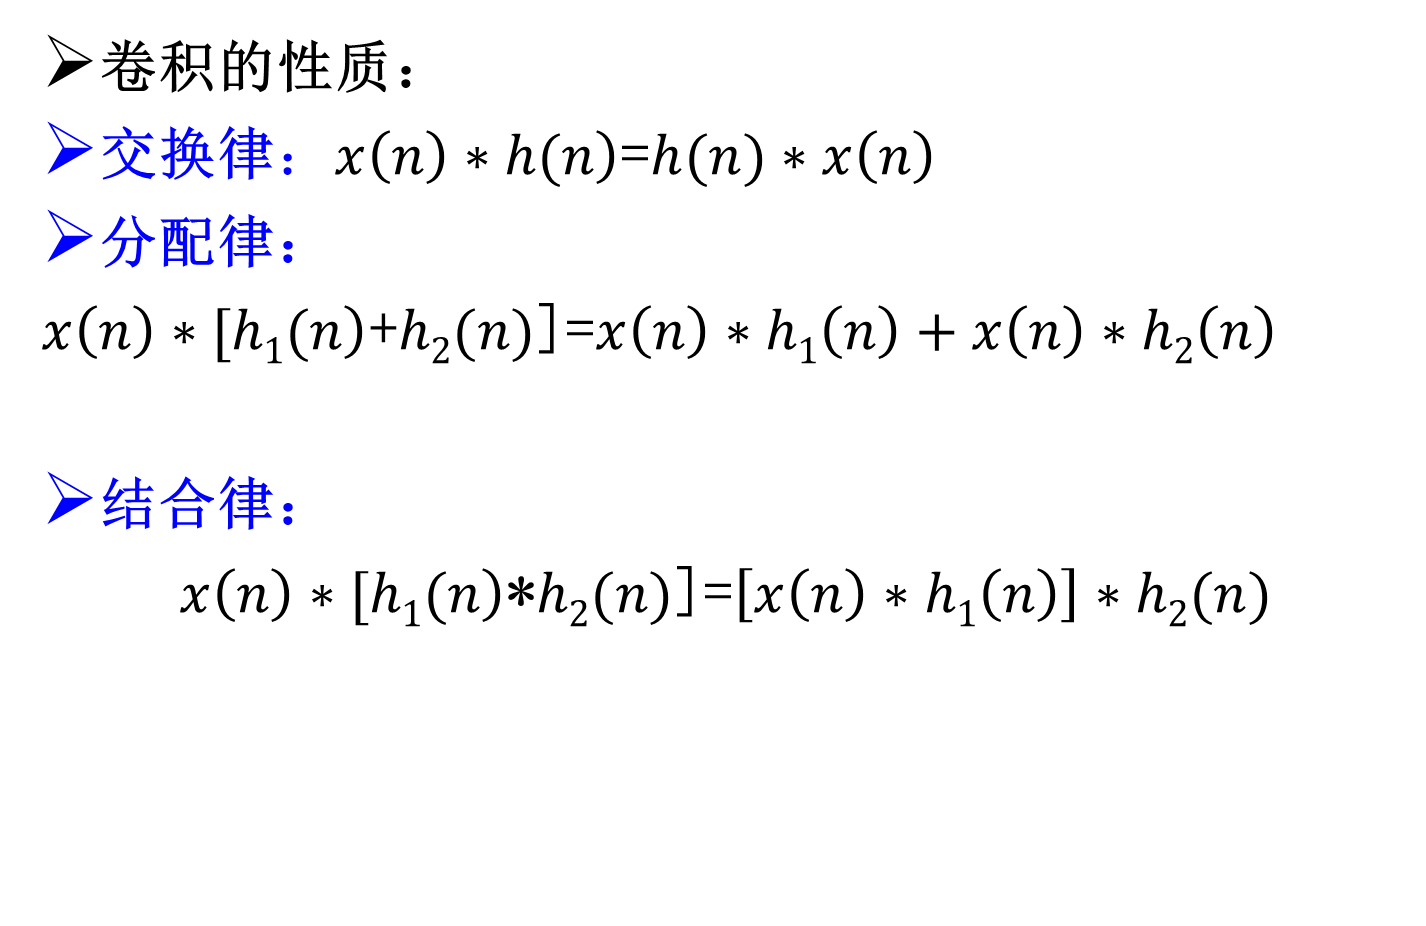 ➢卷积的性质：
➢交换律：x(n) ∗ h(n)=h(n) ∗ x(n)
➢分配律：
x(n) ∗ [h₁(n)+h₂(n)]=x(n) ∗ h₁(n) + x(n) ∗ h₂(n)
➢结合律：
x(n) ∗ [h₁(n)*h₂(n)]=[x(n) ∗ h₁(n)] ∗ h₂(n)